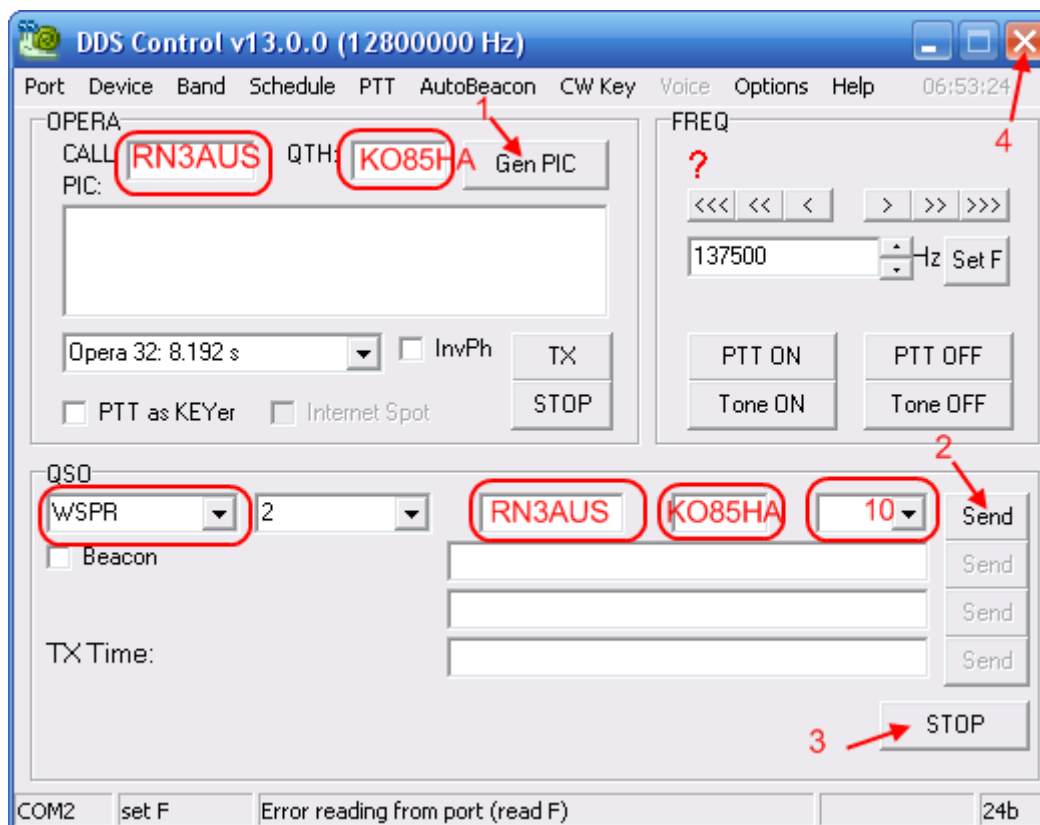 DDS Control v13.0.0 (12800000 Hz)
Port Device Band Schedule PTT AutoBeacon CW Key Voice Options Help 06:53:24
1
4
OPERA
CALL RN3AUS QTH: KO85HA Gen PIC
PIC:
Opera 32: 8.192 s InvPh TX
PTT as KEYer Internet Spot STOP
FREQ
?
<<< << < > >> >>>
137500 Hz Set F
PTT ON PTT OFF
Tone ON Tone OFF
2
QSO
WSPR 2 RN3AUS KO85HA 10 Send
Beacon Send
Send
TX Time: Send
3 STOP
COM2 set F Error reading from port (read F) 24b